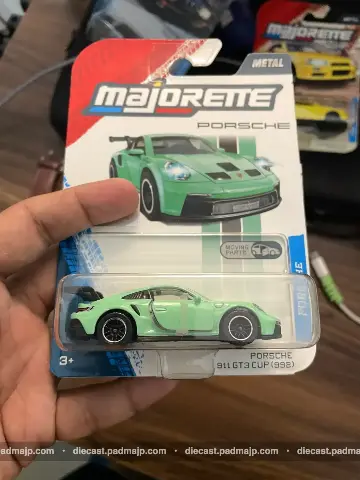 METAL
majorette
PORSCHE
MOVING
PARTS
PORSCHE
3+
PORSCHE
911 GT3 CUP (992)
diecast.padmajp.com · diecast.padmajp.com · diecast.padmajp.com